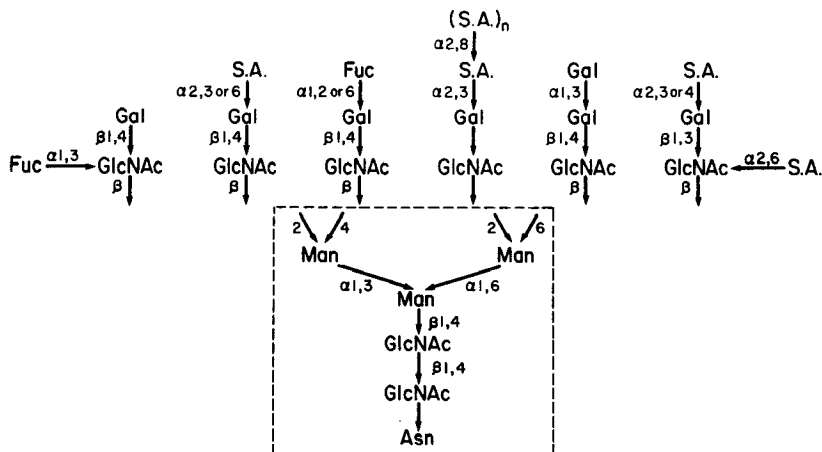 (S.A.)n
α2,8
S.A. Fuc S.A. Gal S.A.
α2,3 or 6 α1,2 or 6 α2,3 α1,3 α2,3 or 4
Gal Gal Gal Gal Gal Gal
β1,4 β1,4 β1,4 β1,4 β1,3
Fuc α1,3 GlcNAc GlcNAc GlcNAc GlcNAc GlcNAc GlcNAc α2,6 S.A.
β β β β β
2 4 2 6
Man Man
α1,3 α1,6
Man
β1,4
GlcNAc
β1,4
GlcNAc
Asn